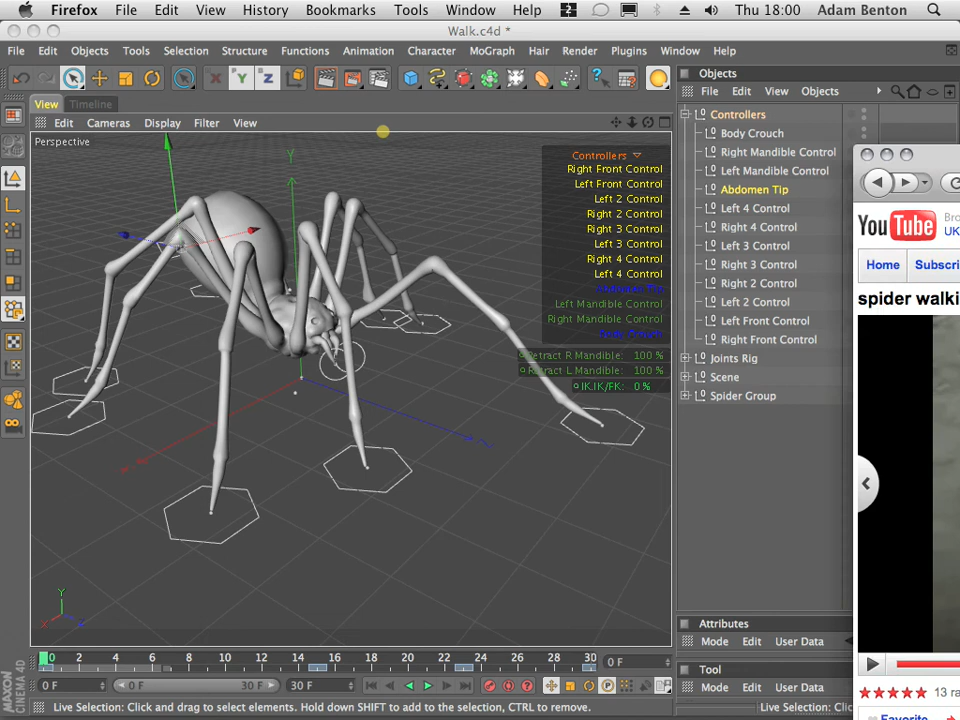 Firefox File Edit View History Bookmarks Tools Window Help 2 Thu 18:00 Adam Benton
Walk.c4d *
File Edit Objects Tools Selection Structure Functions Animation Character MoGraph Hair Render Plugins Window Help
X Y Z ?
View Timeline
Edit Cameras Display Filter View
Perspective
Y
Controllers
Right Front Control
Left Front Control
Left 2 Control
Right 2 Control
Right 3 Control
Left 3 Control
Right 4 Control
Left 4 Control
Abdomen Tip
Left Mandible Control
Right Mandible Control
Body Crouch
Retract R Mandible: 100 %
Retract L Mandible: 100 %
IK.IK/FK: 0 %
Y
X Z
0 2 4 6 8 10 12 14 16 18 20 22 24 26 28 30 0 F
0 F 0 F 30 F 30 F
MAXON
CINEMA 4D
Live Selection: Click and drag to select elements. Hold down SHIFT to add to the selection, CTRL to remove.
Objects
File Edit View Objects
Controllers
Body Crouch
Right Mandible Control
Left Mandible Control
Abdomen Tip
Left 4 Control
Right 4 Control
Left 3 Control
Right 3 Control
Right 2 Control
Left 2 Control
Left Front Control
Right Front Control
Joints Rig
Scene
Spider Group
Attributes
Mode Edit User Data
Tool
Mode Edit User Data
Live Selec
YouTube Bro
UK
Home Subscri
spider walki
13 ra
Favorite